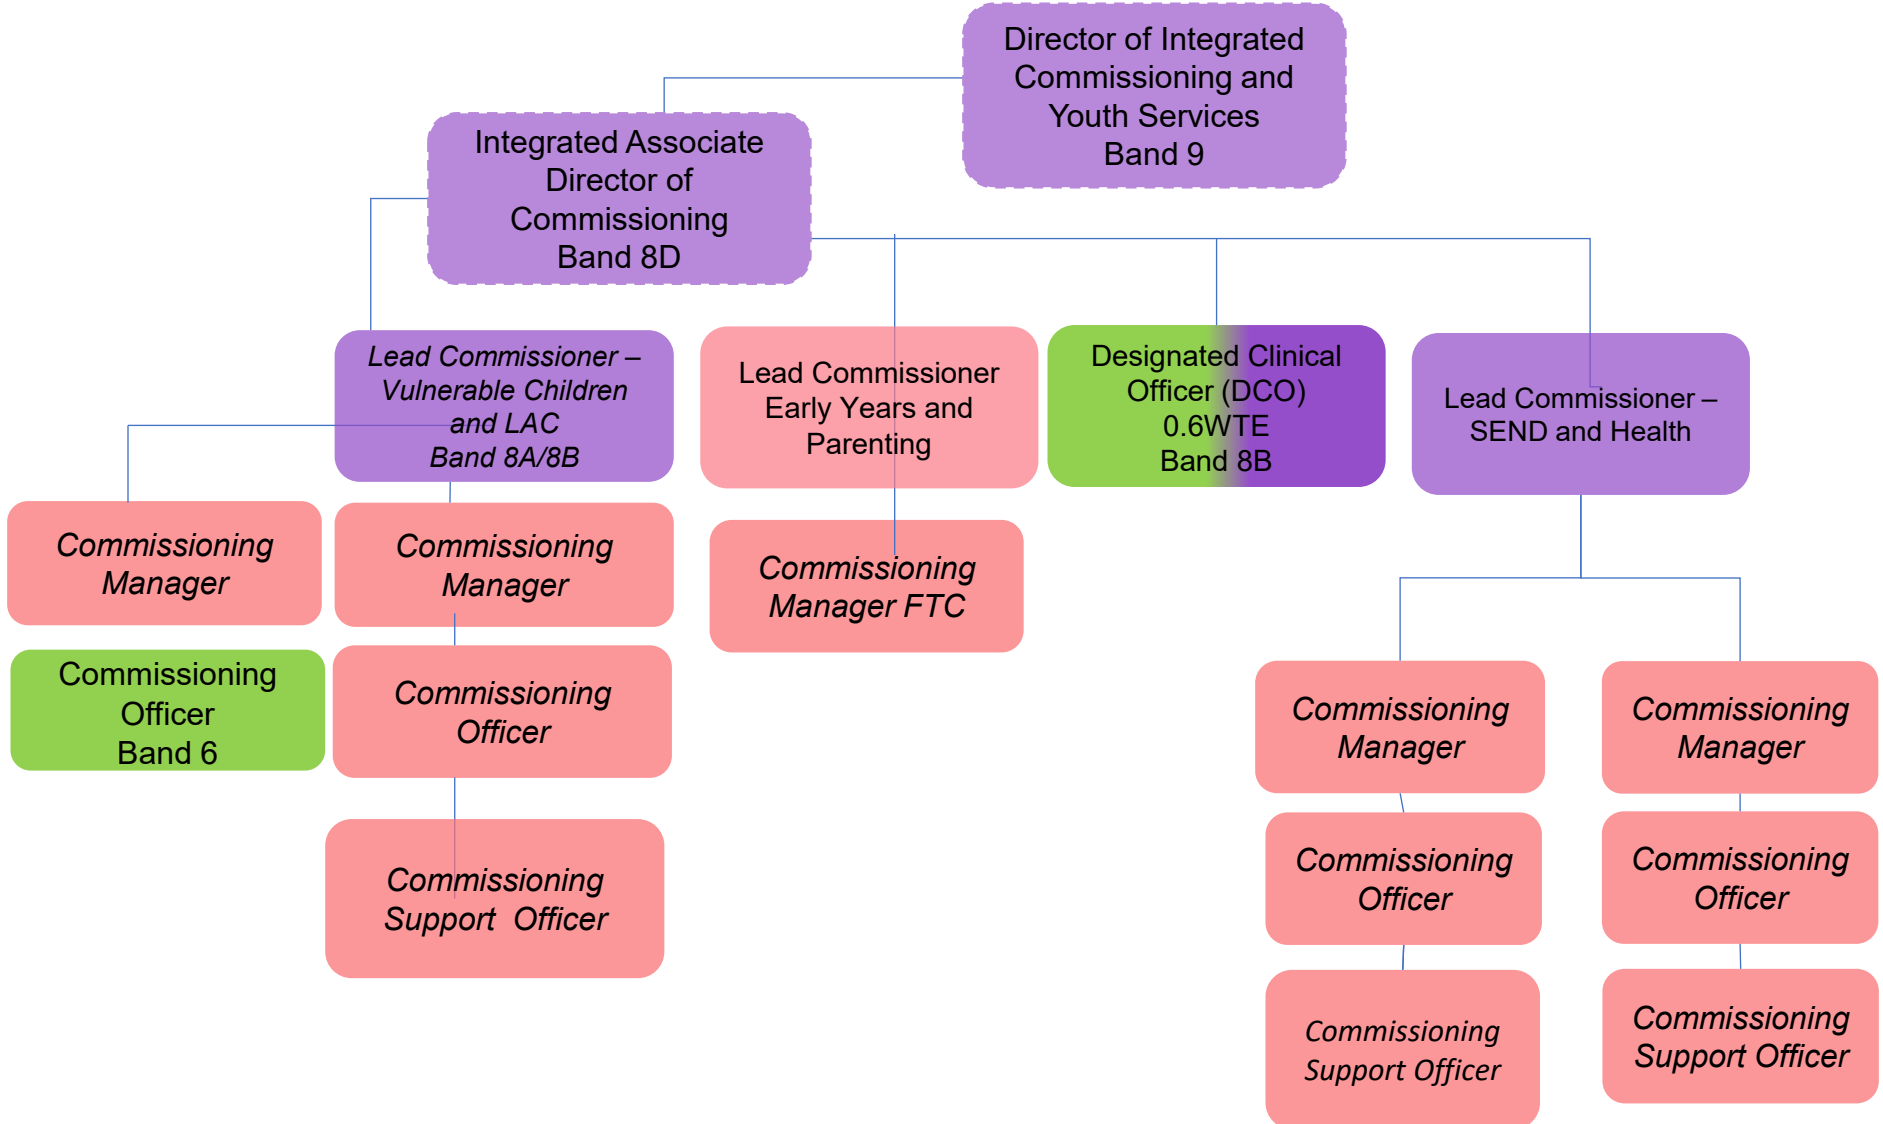 Director of Integrated
Commissioning and
Youth Services
Band 9
Integrated Associate
Director of
Commissioning
Band 8D
Lead Commissioner –
Vulnerable Children
and LAC
Band 8A/8B
Lead Commissioner
Early Years and
Parenting
Designated Clinical
Officer (DCO)
0.6WTE
Band 8B
Lead Commissioner –
SEND and Health
Commissioning
Manager
Commissioning
Manager
Commissioning
Manager FTC
Commissioning
Officer
Band 6
Commissioning
Officer
Commissioning
Manager
Commissioning
Manager
Commissioning
Support Officer
Commissioning
Officer
Commissioning
Officer
Commissioning
Support Officer
Commissioning
Support Officer